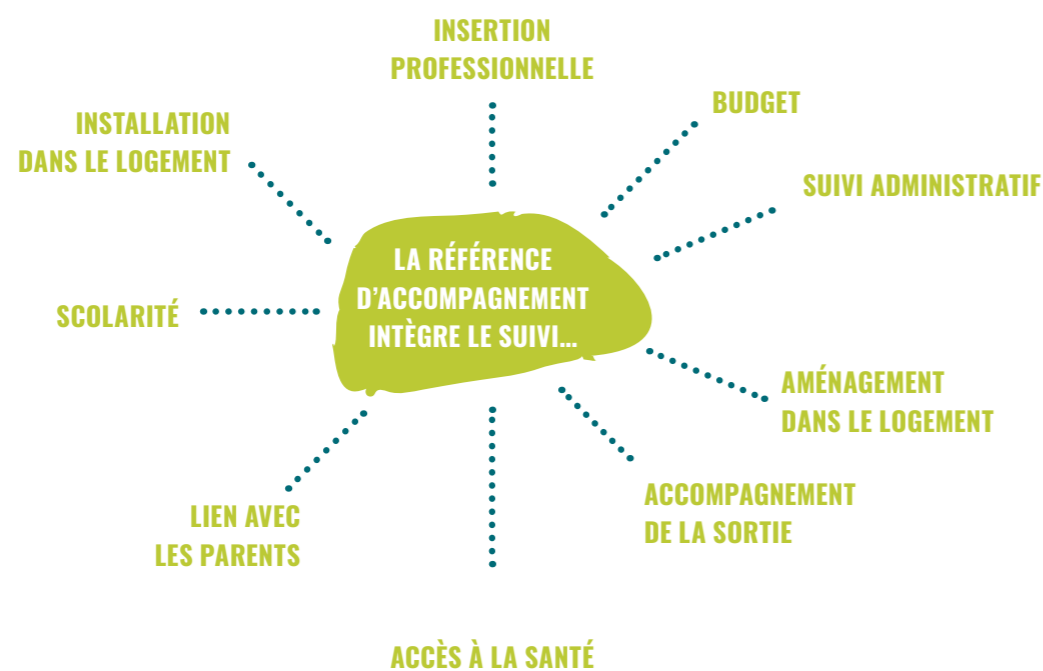 INSERTION
PROFESSIONNELLE
BUDGET
INSTALLATION
DANS LE LOGEMENT
SUIVI ADMINISTRATIF
LA RÉFÉRENCE
D'ACCOMPAGNEMENT
INTÈGRE LE SUIVI...
SCOLARITÉ
AMÉNAGEMENT
DANS LE LOGEMENT
ACCOMPAGNEMENT
DE LA SORTIE
LIEN AVEC
LES PARENTS
ACCÈS À LA SANTÉ